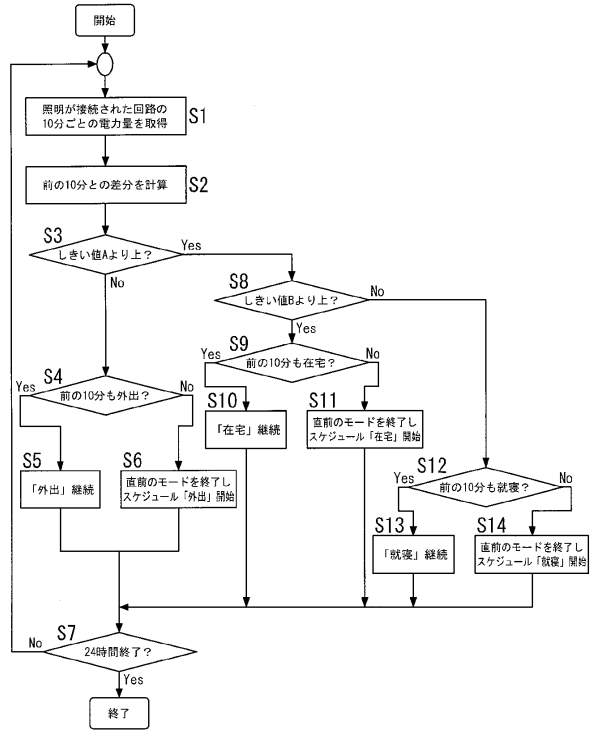 開始
照明が接続された回路の
10分ごとの電力量を取得
S1
前の10分との差分を計算
S2
S3
しきい値Aより上?
Yes
No
S8
しきい値Bより上?
No
Yes
S9
Yes
前の10分も在宅?
No
S4
Yes
前の10分も外出?
No
S10
「在宅」継続
S11
直前のモードを終了し
スケジュール「在宅」開始
S5
「外出」継続
S6
直前のモードを終了し
スケジュール「外出」開始
S12
Yes
前の10分も就寝?
No
S13
「就寝」継続
S14
直前のモードを終了し
スケジュール「就寝」開始
S7
No
24時間終了?
Yes
終了